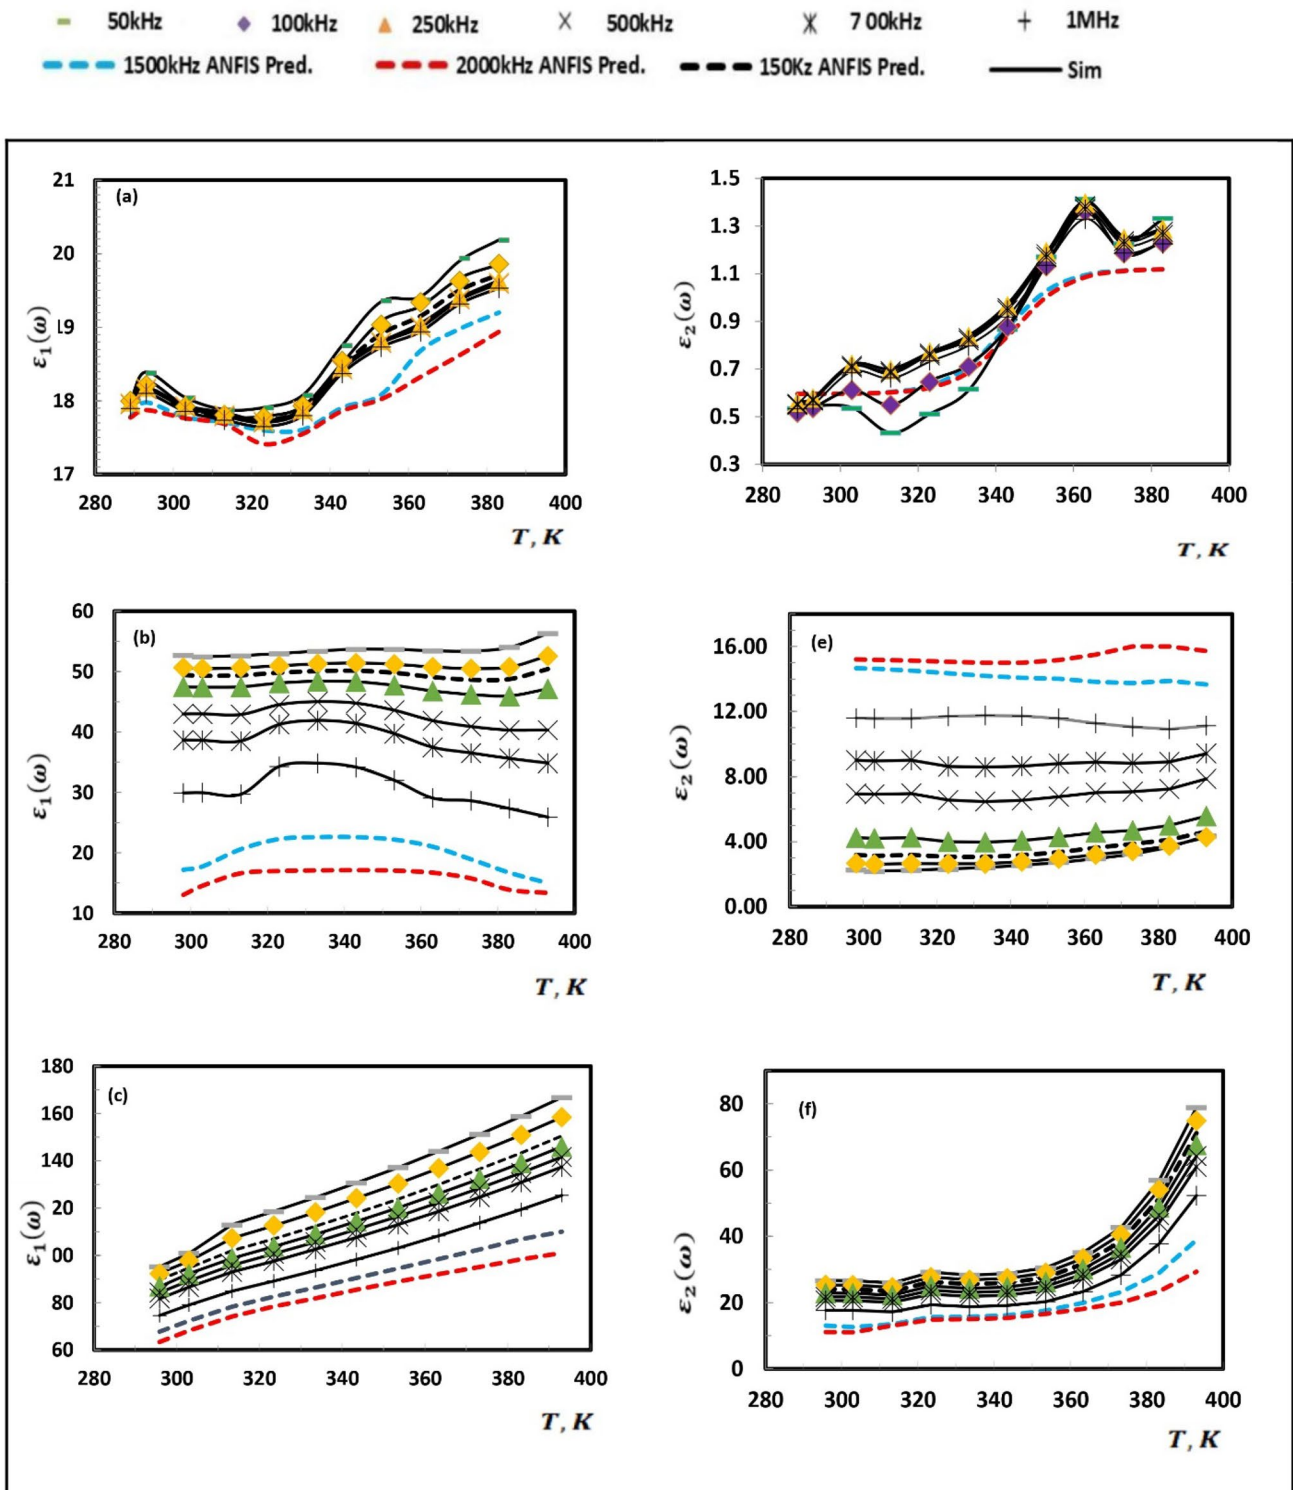 50kHz 100kHz 250kHz 500kHz 7 00kHz 1MHz
1500kHz ANFIS Pred. 2000kHz ANFIS Pred. 150Kz ANFIS Pred. Sim
(a)
21
20
19
18
17
280 300 320 340 360 380 400
ε₁(ω)
T, K
1.5
1.3
1.1
0.9
0.7
0.5
0.3
280 300 320 340 360 380 400
ε₂(ω)
T, K
(b)
60
50
40
30
20
10
280 300 320 340 360 380 400
ε₁(ω)
T, K
(e)
16.00
12.00
8.00
4.00
0.00
280 300 320 340 360 380 400
ε₂(ω)
T, K
(c)
180
160
140
20
00
80
60
280 300 320 340 360 380 400
ε₁(ω)
T, K
(f)
80
60
40
20
0
280 300 320 340 360 380 400
ε₂(ω)
T, K